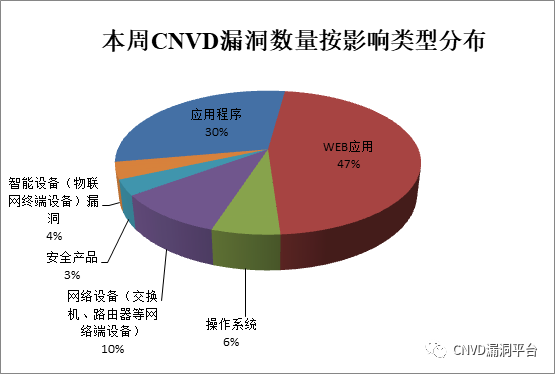 本周CNVD漏洞数量按影响类型分布
应用程序
30%
WEB应用
47%
智能设备（物联
网终端设备）漏
洞
4%
安全产品
3%
网络设备（交换
机、路由器等网
络端设备）
10%
操作系统
6%
CNVD漏洞平台